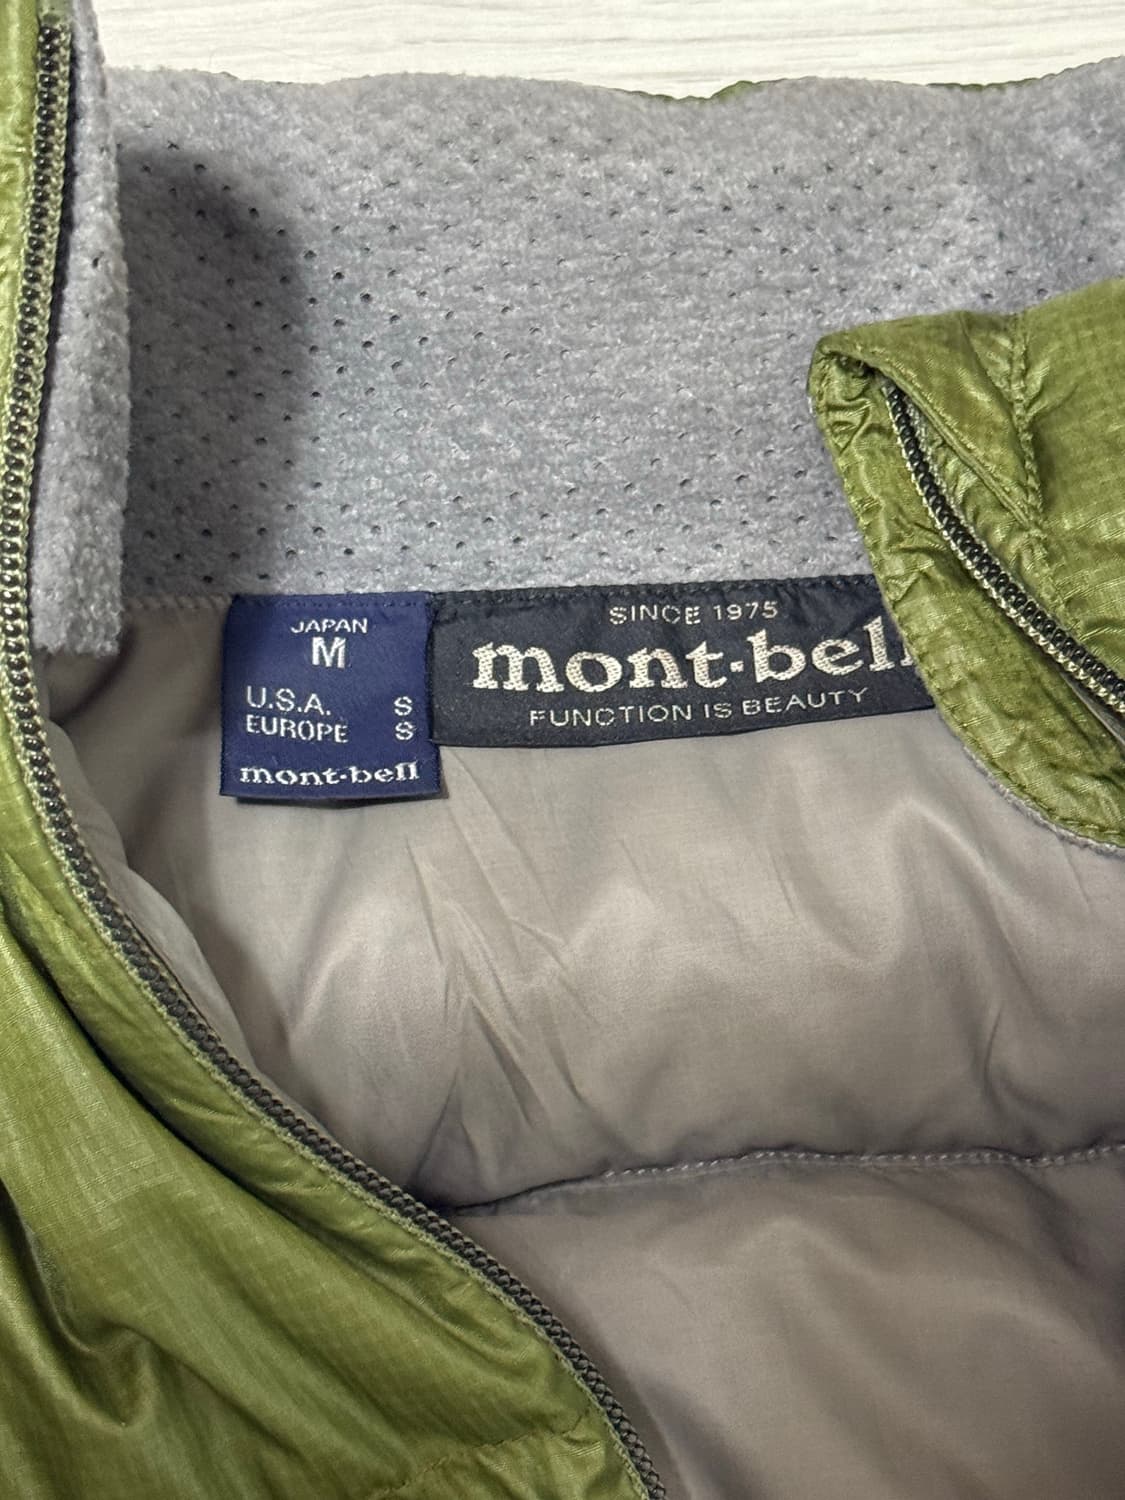 JAPAN
M
U.S.A. S
EUROPE S
mont-bell
SINCE 1975
mont-bell
FUNCTION IS BEAUTY